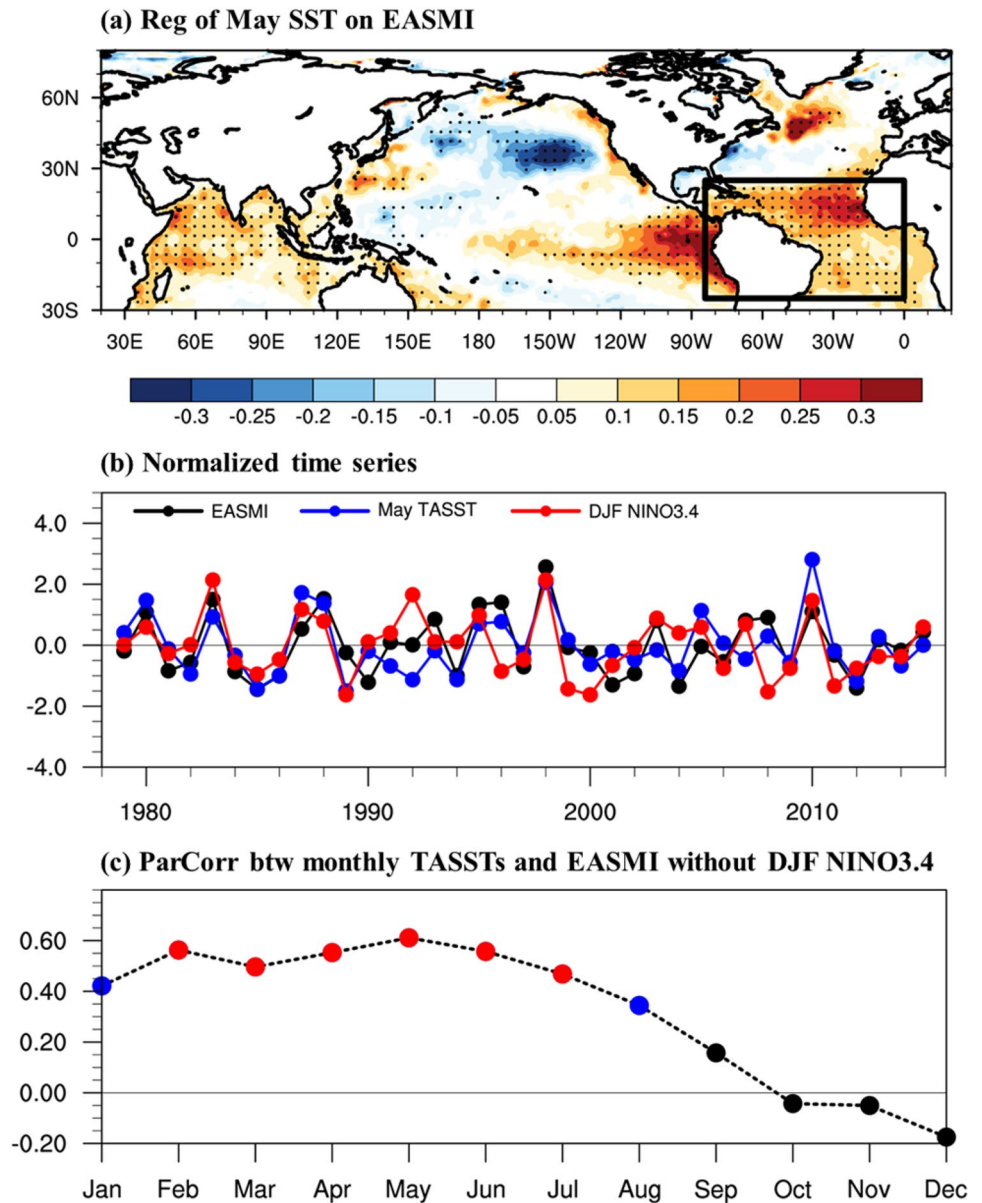 (a) Reg of May SST on EASMI
60N
30N
0
30S
30E 60E 90E 120E 150E 180 150W 120W 90W 60W 30W 0
-0.3 -0.25 -0.2 -0.15 -0.1 -0.05 0.05 0.1 0.15 0.2 0.25 0.3
(b) Normalized time series
EASMI May TASST DJF NINO3.4
4.0
2.0
0.0
-2.0
-4.0
1980 1990 2000 2010
(c) ParCorr btw monthly TASSTs and EASMI without DJF NINO3.4
0.60
0.40
0.20
0.00
-0.20
Jan Feb Mar Apr May Jun Jul Aug Sep Oct Nov Dec